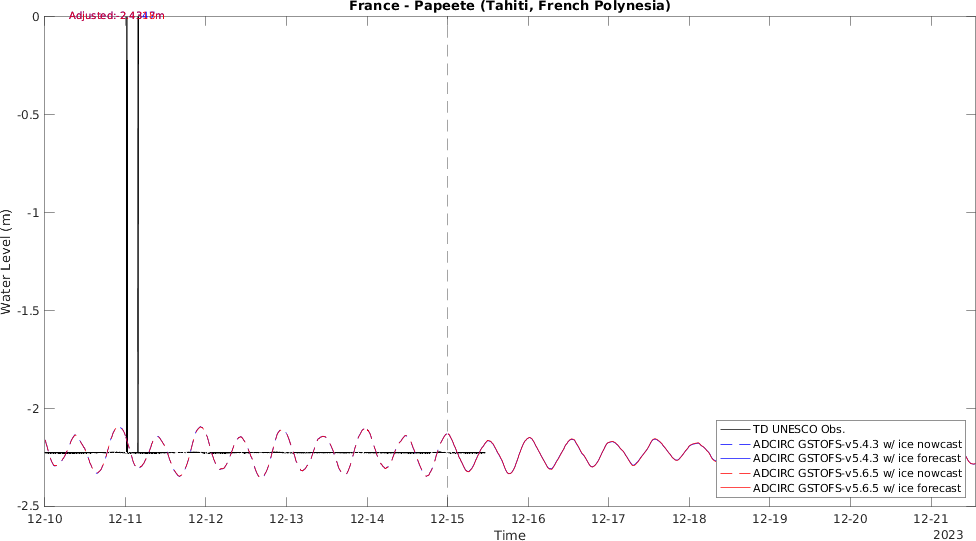 France - Papeete (Tahiti, French Polynesia)
Adjusted:
0
-0.5
-1
-1.5
-2
-2.5
Water Level (m)
12-10
12-11
12-12
12-13
12-14
12-15
12-16
12-17
12-18
12-19
12-20
12-21
Time
2023
TD UNESCO Obs.
ADCIRC GSTOFS-v5.4.3 w/ ice nowcast
ADCIRC GSTOFS-v5.4.3 w/ ice forecast
ADCIRC GSTOFS-v5.6.5 w/ ice nowcast
ADCIRC GSTOFS-v5.6.5 w/ ice forecast